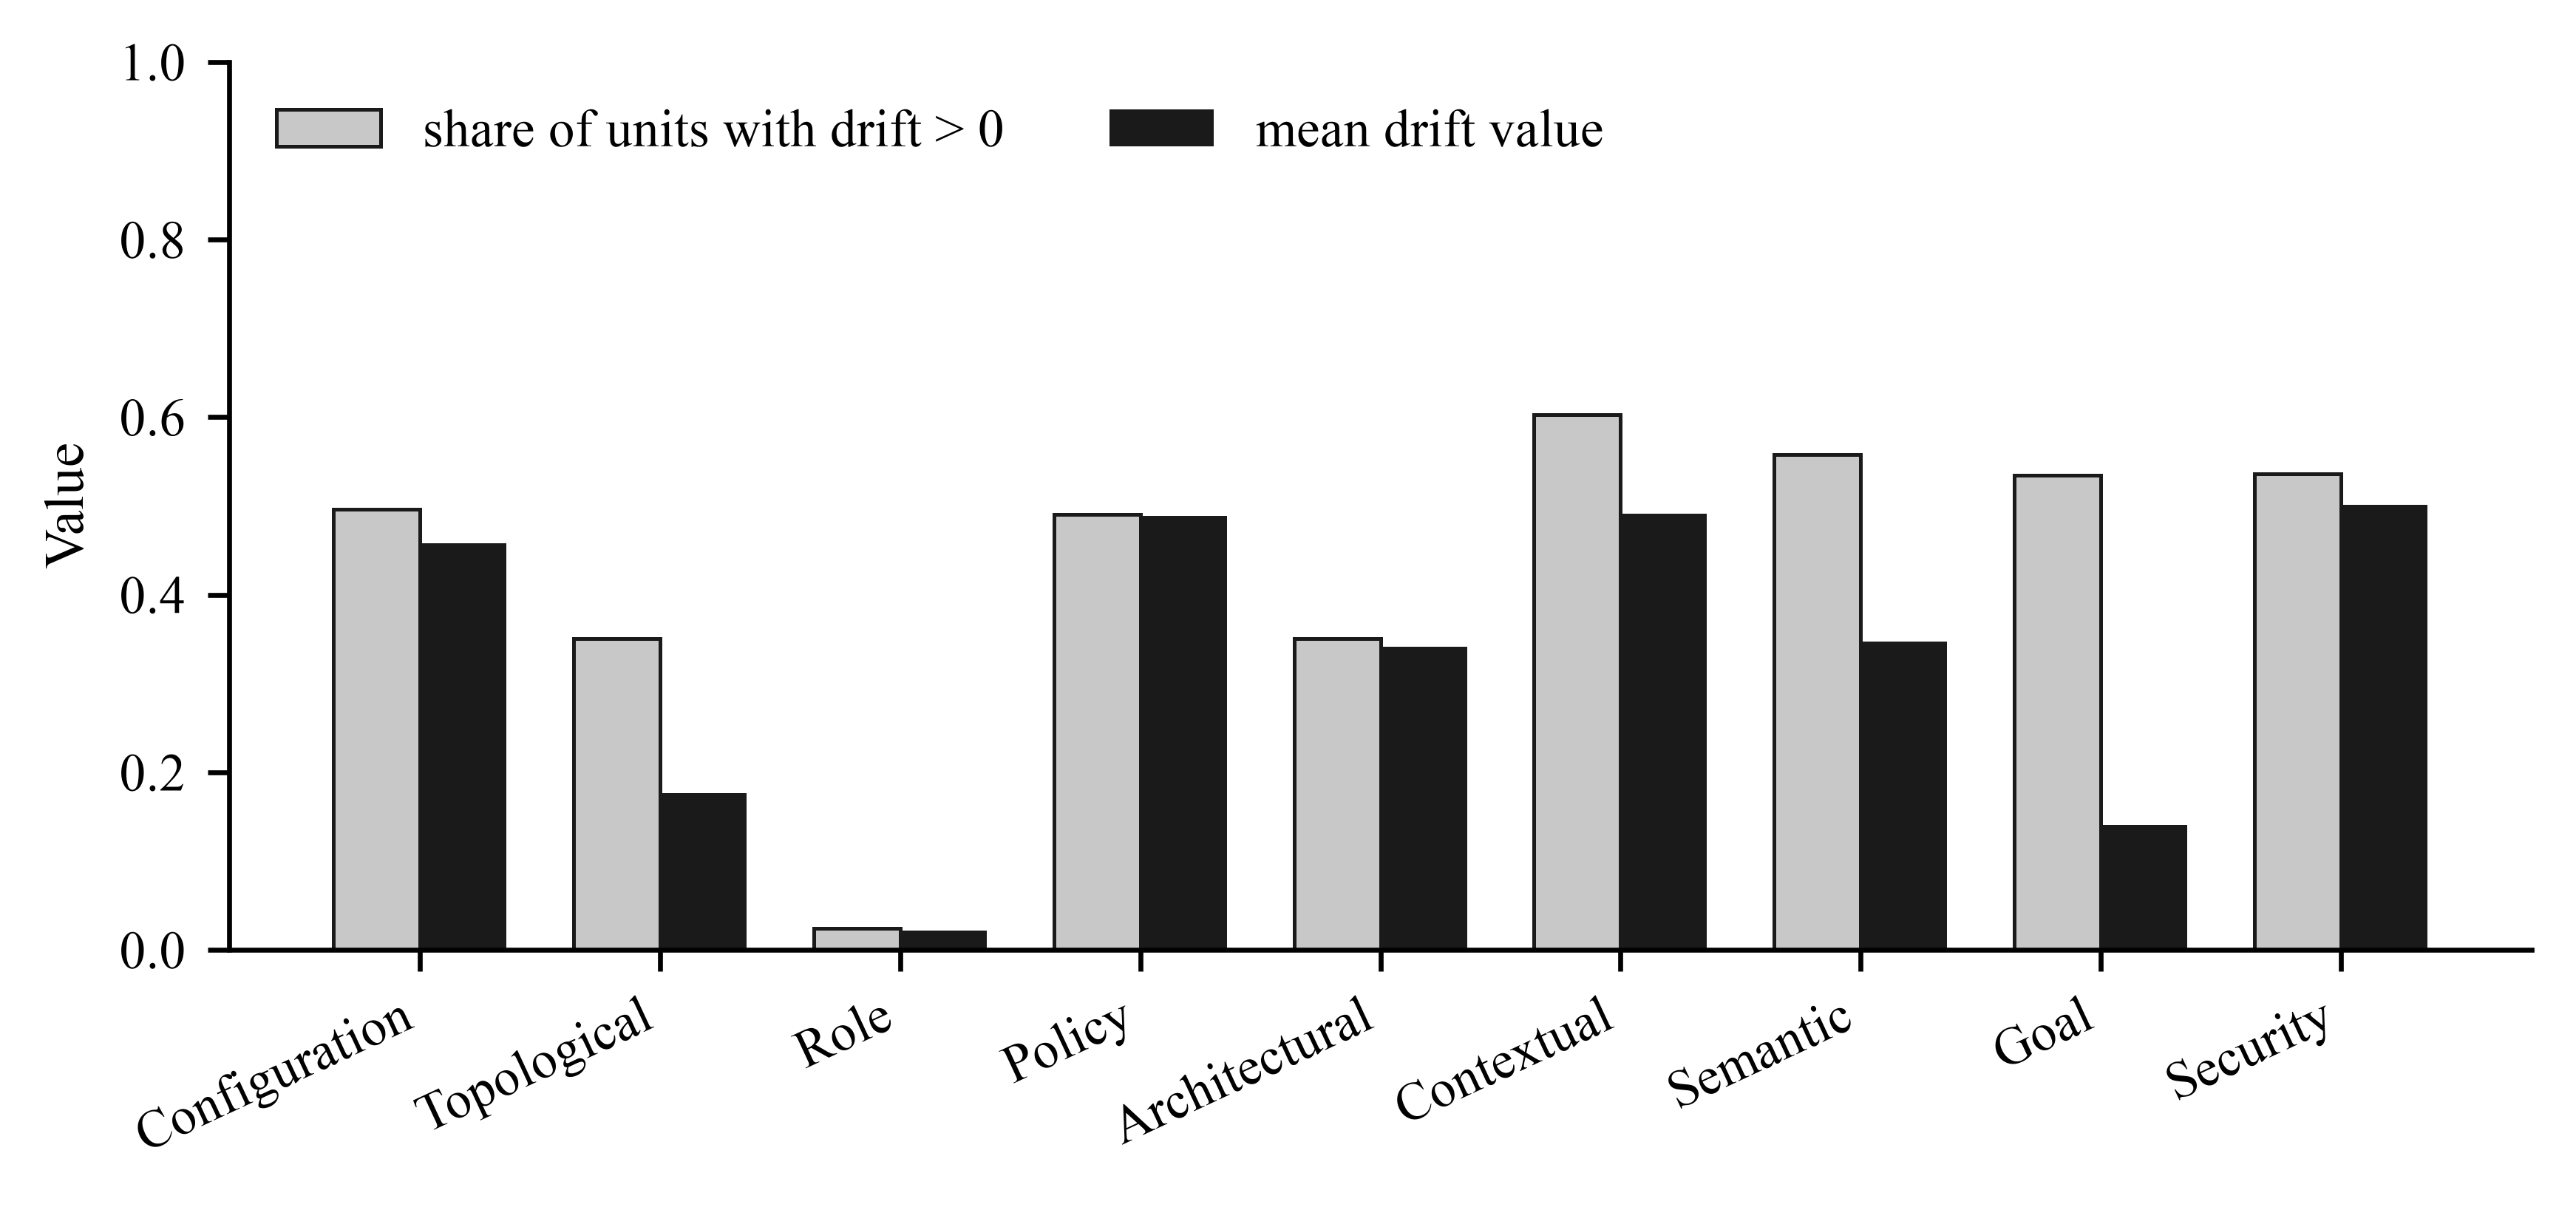 1.0
share of units with drift > 0 mean drift value
0.8
0.6
Value
0.4
0.2
0.0
Configuration Topological Role Policy Architectural Contextual Semantic Goal Security